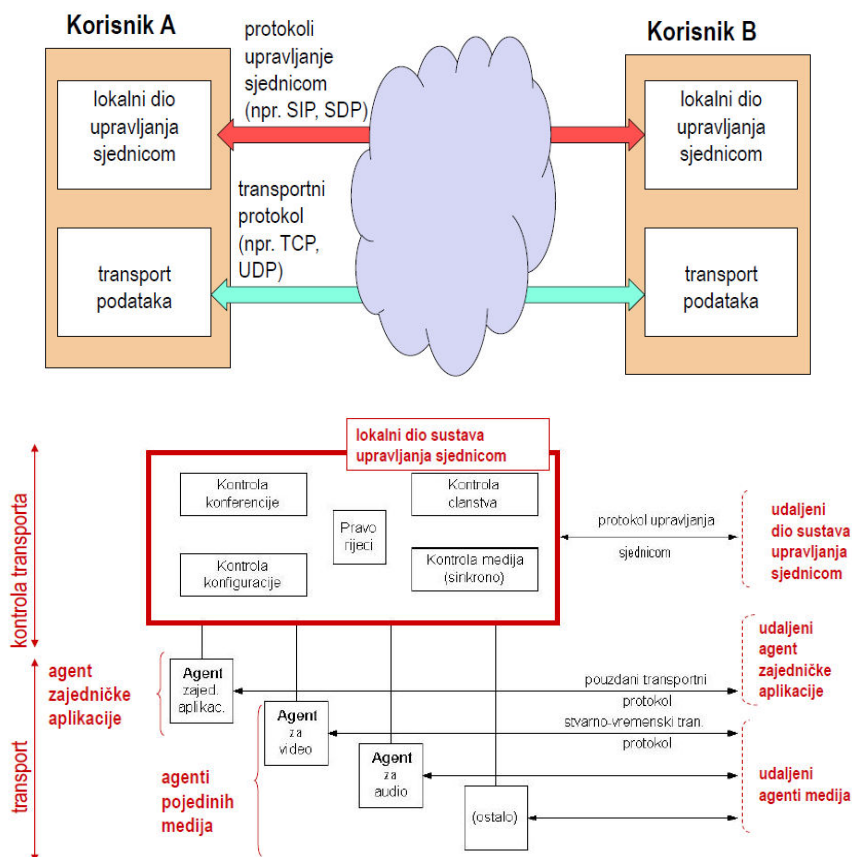 Korisnik A
Korisnik B
protokoli
upravljanje
sjednicom
(npr. SIP, SDP)
lokalni dio
upravljanja
sjednicom
lokalni dio
upravljanja
sjednicom
transportni
protokol
(npr. TCP,
UDP)
transport
podataka
transport
podataka
lokalni dio sustava
upravljanja sjednicom
kontrola transporta
Kontrola
konferencije
Kontrola
clanstva
Pravo
rijeci
Kontrola
konfiguracije
Kontrola medija
(sinkrono)
protokol upravljanja
sjednicom
udaljeni
dio sustava
upravljanja
sjednicom
transport
agent
zajedničke
aplikacije
Agent
zajed.
aplikac.
pouzdani transportni
protokol
udaljeni
agent
zajedničke
aplikacije
Agent
za
video
stvarno-vremenski tran.
protokol
agenti
pojedinih
medija
Agent
za
audio
(ostalo)
udaljeni
agenti medija